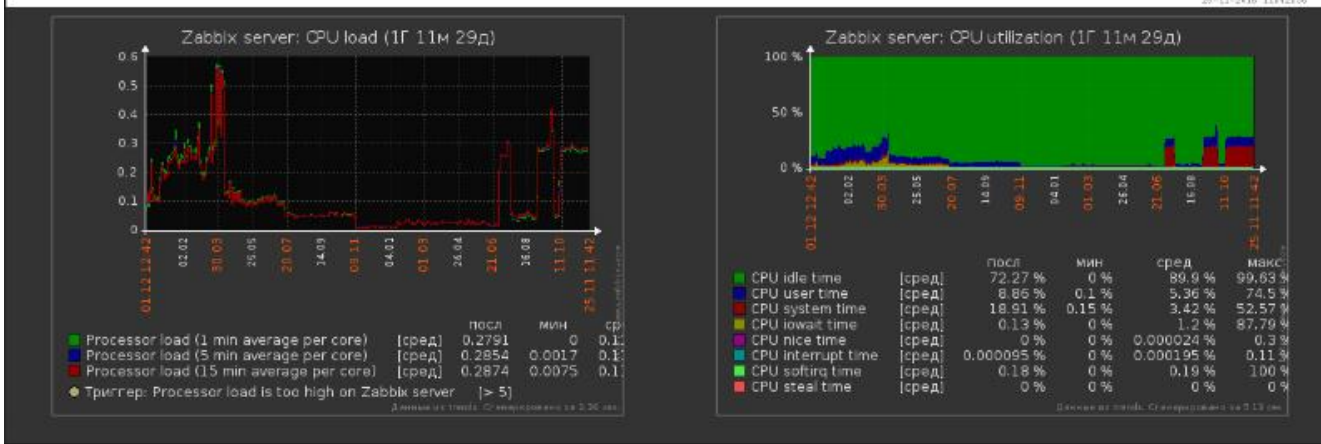 Zabbix server: CPU load (1Г 11м 29д)
0.6
0.5
0.4
0.3
0.2
0.1
0
01.12 12:42
02.02
30.03
25.05
20.07
14.09
09.11
04.01
01.03
26.04
21.06
16.08
11.10
25.11 11:42
посл мин ср
Processor load (1 min average per core) [сред] 0.2791 0 0.1
Processor load (5 min average per core) [сред] 0.2854 0.0017 0.1
Processor load (15 min average per core) [сред] 0.2874 0.0075 0.1
Триггер: Processor load is too high on Zabbix server [> 5]
Zabbix server: CPU utilization (1Г 11м 29д)
100 %
50 %
0 %
01.12 12:42
02.02
30.03
25.05
20.07
14.09
09.11
04.01
01.03
26.04
21.06
16.08
11.10
25.11 11:42
посл мин сред макс
CPU idle time [сред] 72.27 % 0 % 89.9 % 99.63 %
CPU user time [сред] 8.86 % 0.1 % 5.36 % 74.5 %
CPU system time [сред] 18.91 % 0.15 % 3.42 % 52.57 %
CPU iowait time [сред] 0.13 % 0 % 1.2 % 87.79 %
CPU nice time [сред] 0 % 0 % 0.000024 % 0.3 %
CPU interrupt time [сред] 0.000095 % 0 % 0.000195 % 0.11 %
CPU softirq time [сред] 0.18 % 0 % 0.19 % 100 %
CPU steal time [сред] 0 % 0 % 0 % 0 %